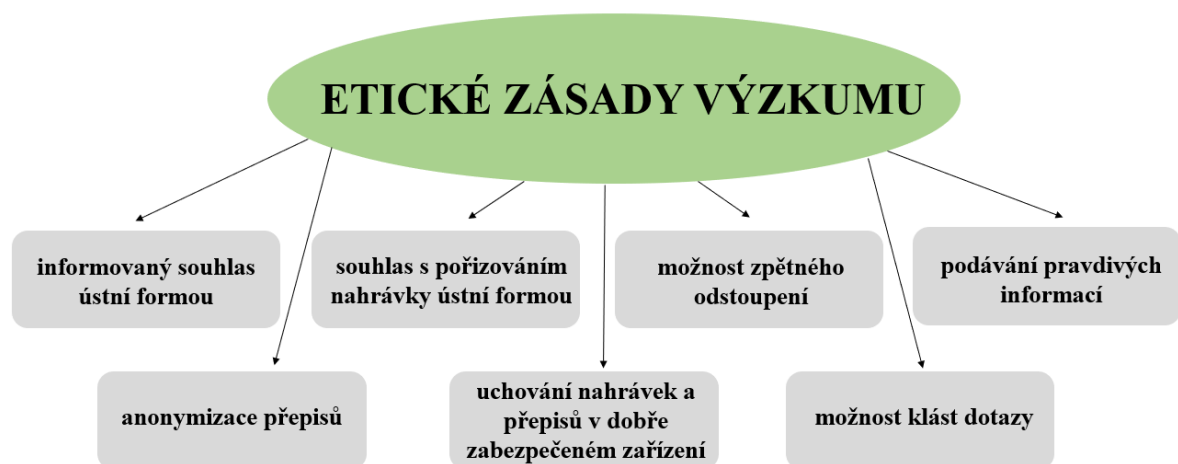 ETICKÉ ZÁSADY VÝZKUMU
informovaný souhlas
ústní formou
souhlas s pořizováním
nahrávky ústní formou
možnost zpětného
odstoupení
podávání pravdivých
informací
anonymizace přepisů
uchování nahrávek a
přepisů v dobře
zabezpečeném zařízení
možnost klást dotazy